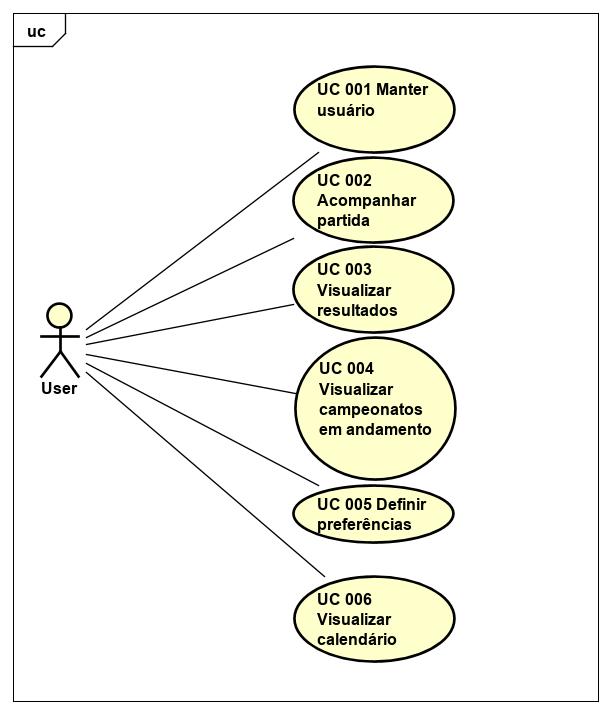 uc
UC 001 Manter
usuário
UC 002
Acompanhar
partida
UC 003
Visualizar
resultados
UC 004
Visualizar
campeonatos
em andamento
User
UC 005 Definir
preferências
UC 006
Visualizar
calendário